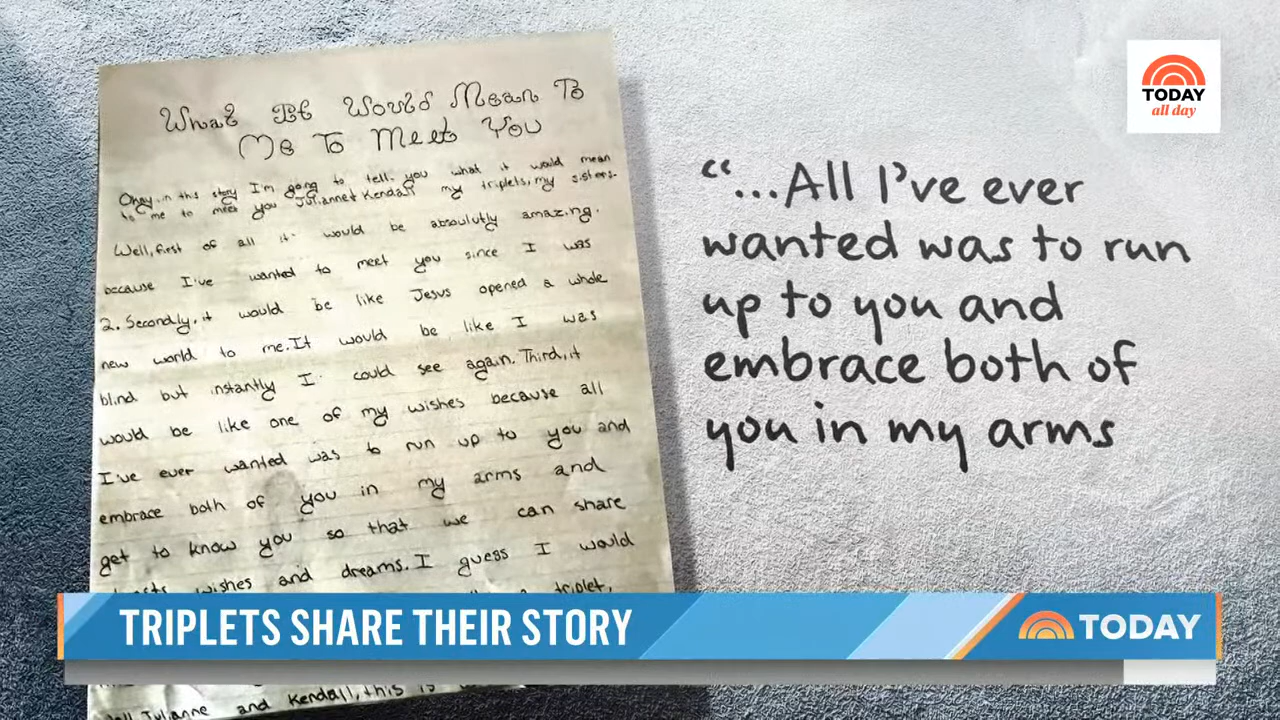 What It Would Mean To
Me To Meet You
Okay, in this story I'm going to tell you what it would mean
to me to meet you Julianne+Kendall my triplets, my sisters.
Well, first of all it would be absoulutly amazing.
because I've wanted to meet you since I was
2. Secondly, it would be like Jesus opened a whole
new world to me. It would be like I was
blind but instantly I could see again. Third, it
would be like one of my wishes because all
I've ever wanted was to run up to you and
embrace both of you in my arms and
get to know you so that we can share
wishes and dreams. I guess I would
triplet,
Julianne and Kendall, this is
TODAY
all day
"...All I've ever
wanted was to run
up to you and
embrace both of
you in my arms
TRIPLETS SHARE THEIR STORY
TODAY